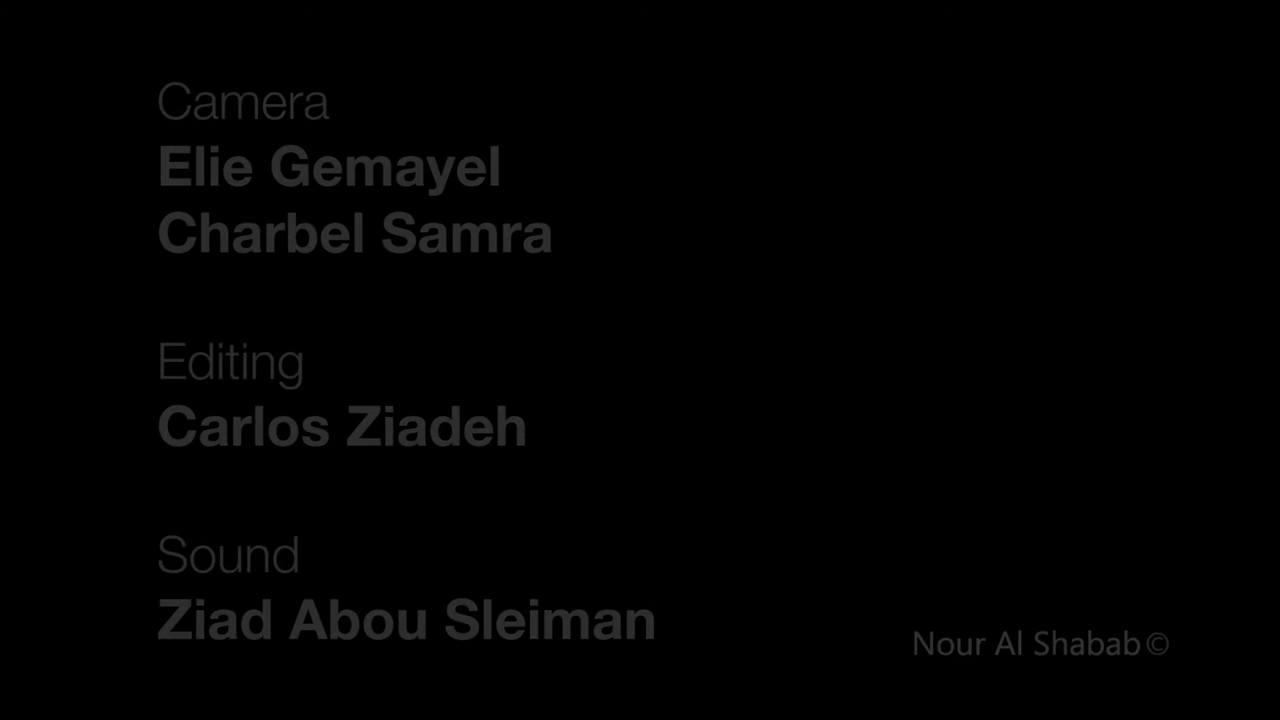 Camera
Elie Gemayel
Charbel Samra
Editing
Carlos Ziadeh
Sound
Ziad Abou Sleiman
Nour Al Shabab©